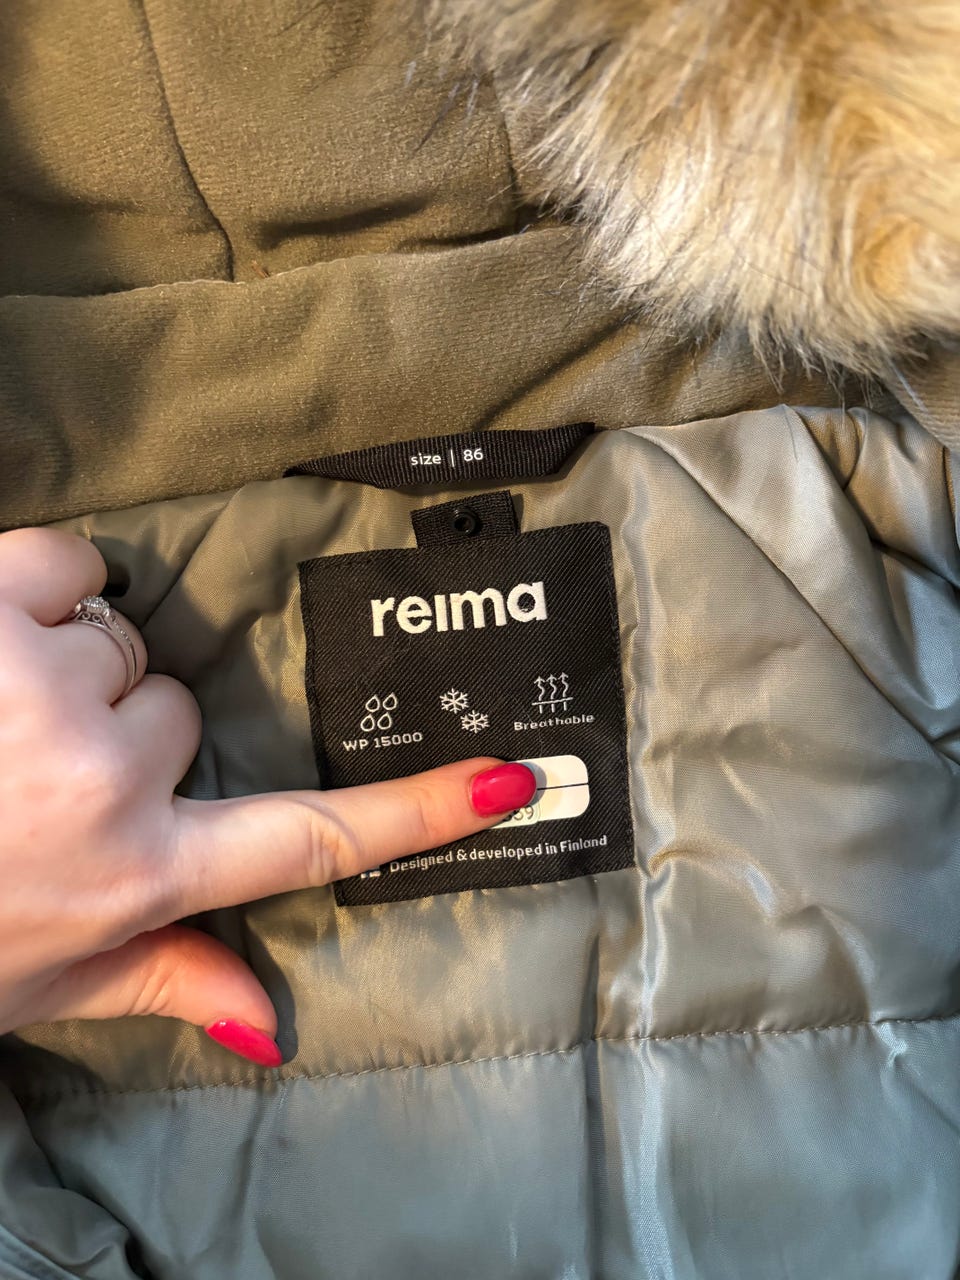 size | 86
reima
WP 15000
Breathable
Designed & developed in Finland